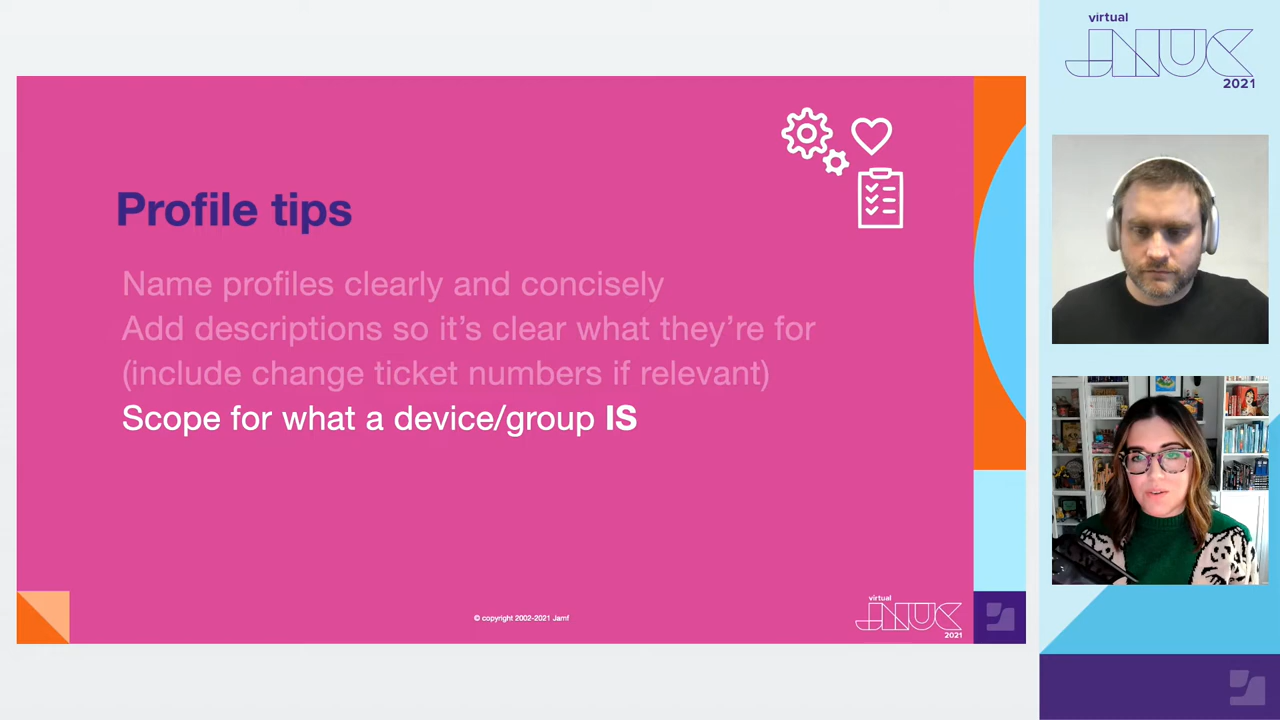 Profile tips
Name profiles clearly and concisely
Add descriptions so it's clear what they're for
(include change ticket numbers if relevant)
Scope for what a device/group IS
© copyright 2002-2021 Jamf
virtual
JNUC
2021
virtual
JNUC
2021